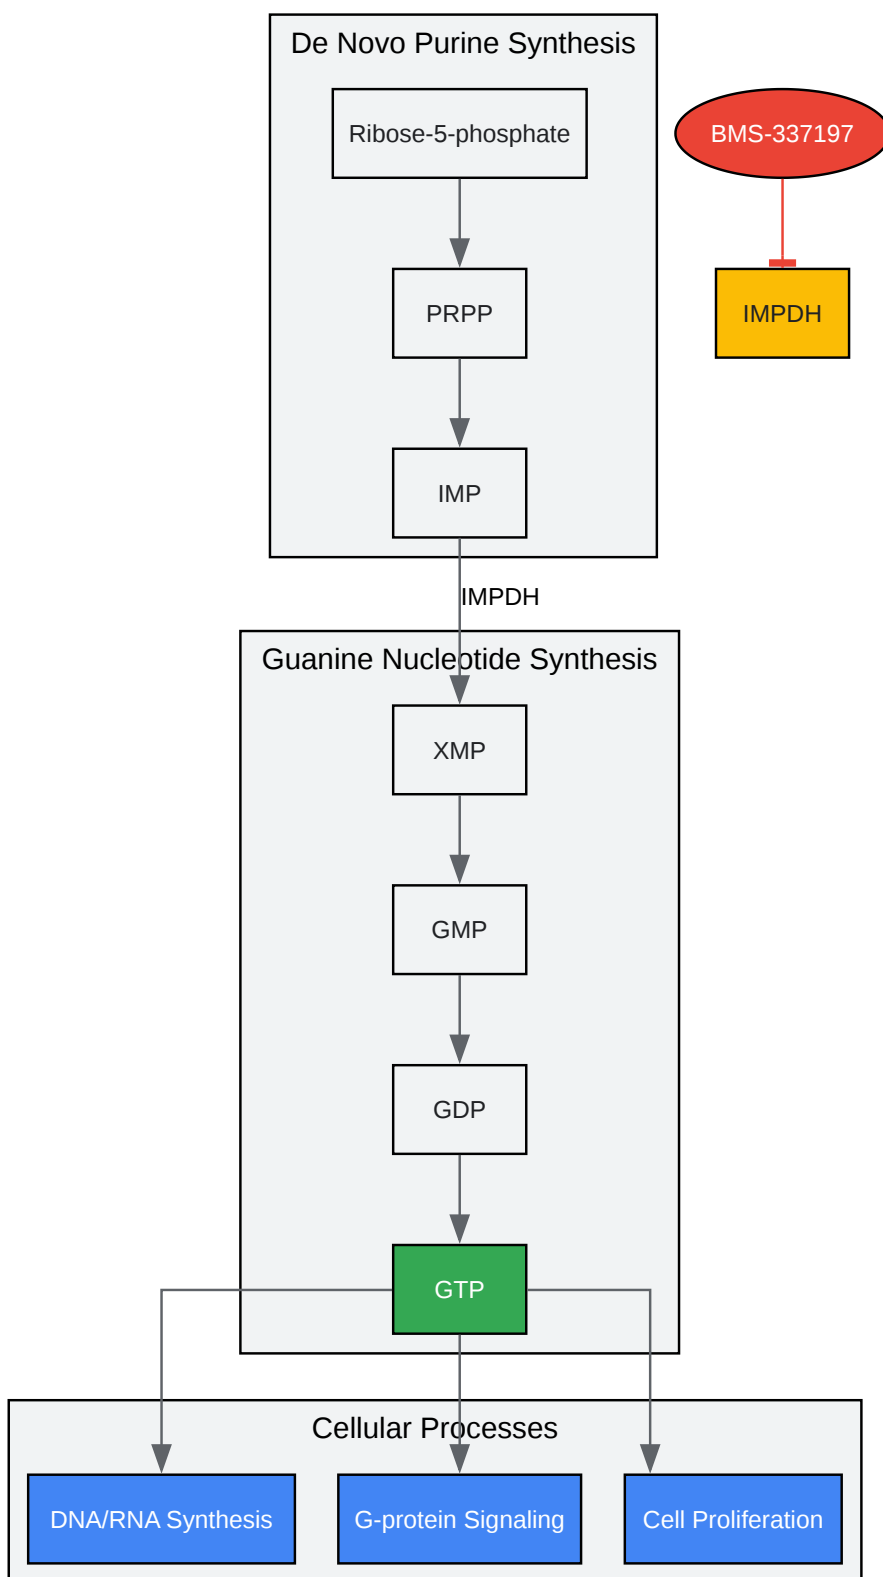 De Novo Purine Synthesis
Ribose-5-phosphate
BMS-337197
PRPP
IMPDH
IMP
IMPDH
Guanine Nucleotide Synthesis
XMP
GMP
GDP
GTP
Cellular Processes
DNA/RNA Synthesis
G-protein Signaling
Cell Proliferation